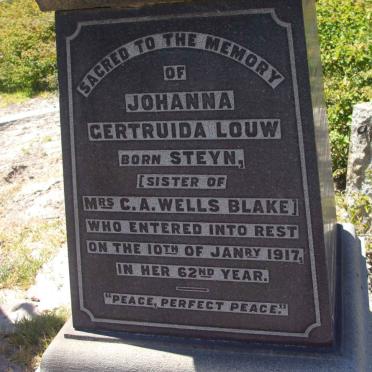 SACRED TO THE MEMORY
OF
JOHANNA
GERTRUIDA LOUW
BORN STEYN,
[SISTER OF
MRS C.A. WELLS BLAKE]
WHO ENTERED INTO REST
ON THE 10TH OF JANRY 1917,
IN HER 62ND YEAR.
"PEACE, PERFECT PEACE."